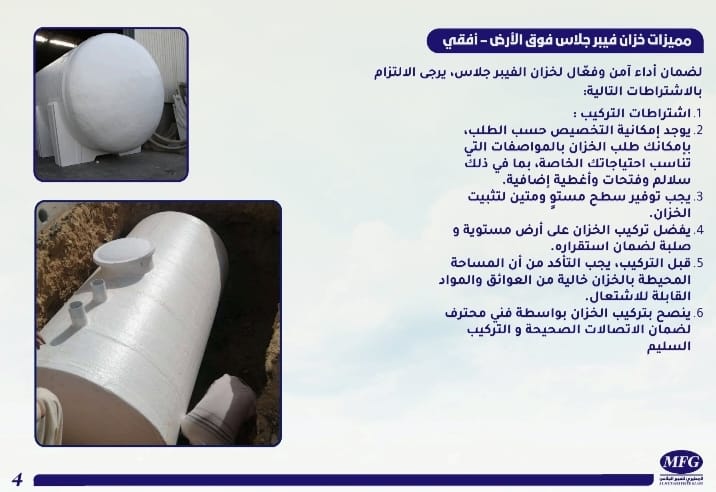 مميزات خزان فيبر جلاس فوق الأرض - أفقي
لضمان أداء آمن وفعّال لخزان الفيبر جلاس، يرجى الالتزام
بالاشتراطات التالية:
1. اشتراطات التركيب :
2. يوجد إمكانية التخصيص حسب الطلب،
بإمكانك طلب الخزان بالمواصفات التي
تناسب احتياجاتك الخاصة، بما في ذلك
سلالم وفتحات وأغطية إضافية.
3. يجب توفير سطح مستوٍ ومتين لتثبيت
الخزان.
4. يفضل تركيب الخزان على أرض مستوية و
صلبة لضمان استقراره.
5. قبل التركيب، يجب التأكد من أن المساحة
المحيطة بالخزان خالية من العوائق والمواد
القابلة للاشتعال.
6. ينصح بتركيب الخزان بواسطة فني محترف
لضمان الاتصالات الصحيحة و التركيب
السليم
MFG
4